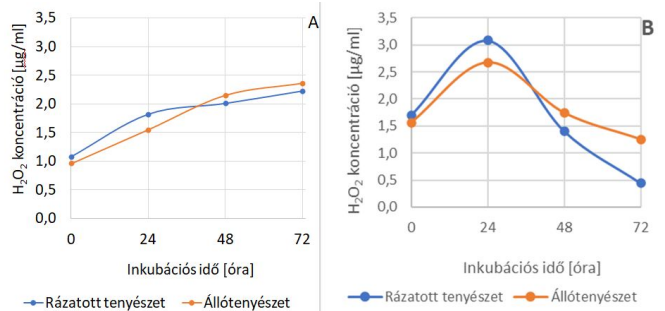 A
H₂O₂ koncentráció [µg/ml]
3,5
3,0
2,5
2,0
1,5
1,0
0,5
0,0
0 24 48 72
Inkubációs idő [óra]
Rázatott tenyészet Állótenyészet
B
H₂O₂ koncentráció [µg/ml]
3,5
3,0
2,5
2,0
1,5
1,0
0,5
0,0
0 24 48 72
Inkubációs idő [óra]
Rázatott tenyészet Állótenyészet